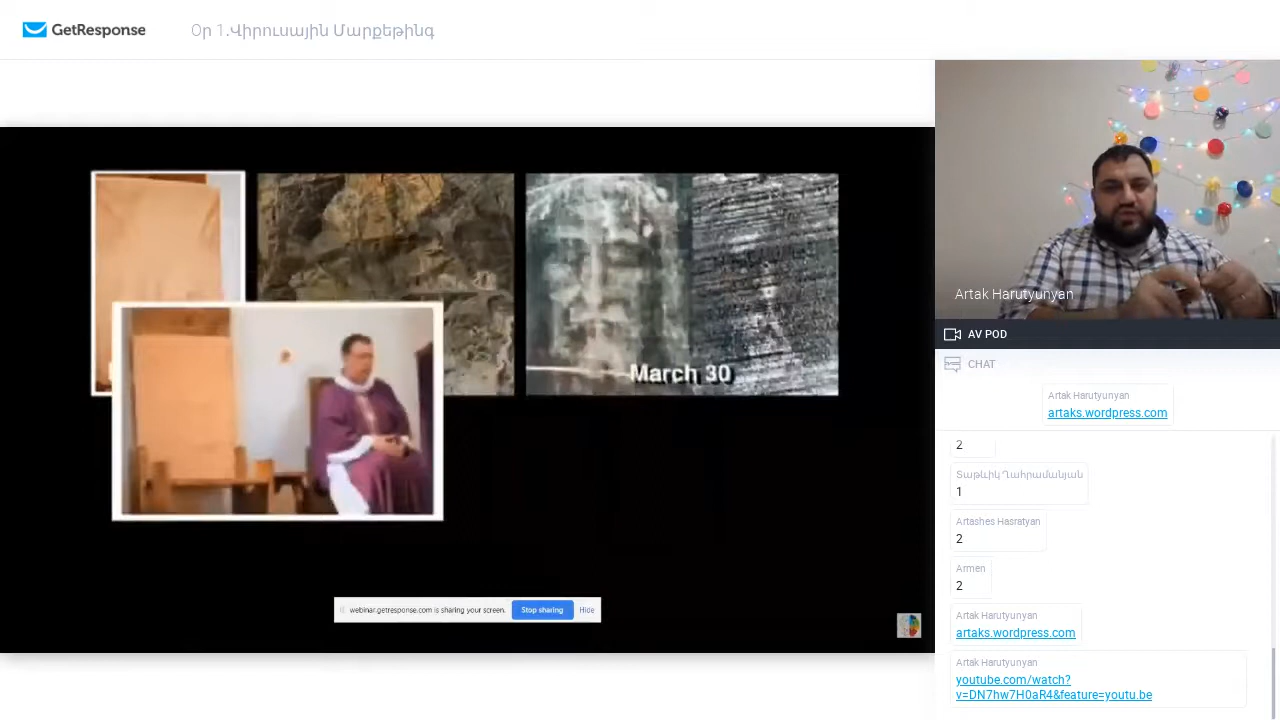 GetResponse
Օր 1.Վիրուսային Մարքեթինգ
March 30
webinar.getresponse.com is sharing your screen.
Stop sharing
Hide
Artak Harutyunyan
AV POD
CHAT
Artak Harutyunyan
artaks.wordpress.com
2
Տաթևիկ Ղահրամանյան
1
Artashes Hasratyan
2
Armen
2
Artak Harutyunyan
artaks.wordpress.com
Artak Harutyunyan
youtube.com/watch?
v=DN7hw7H0aR4&feature=youtu.be